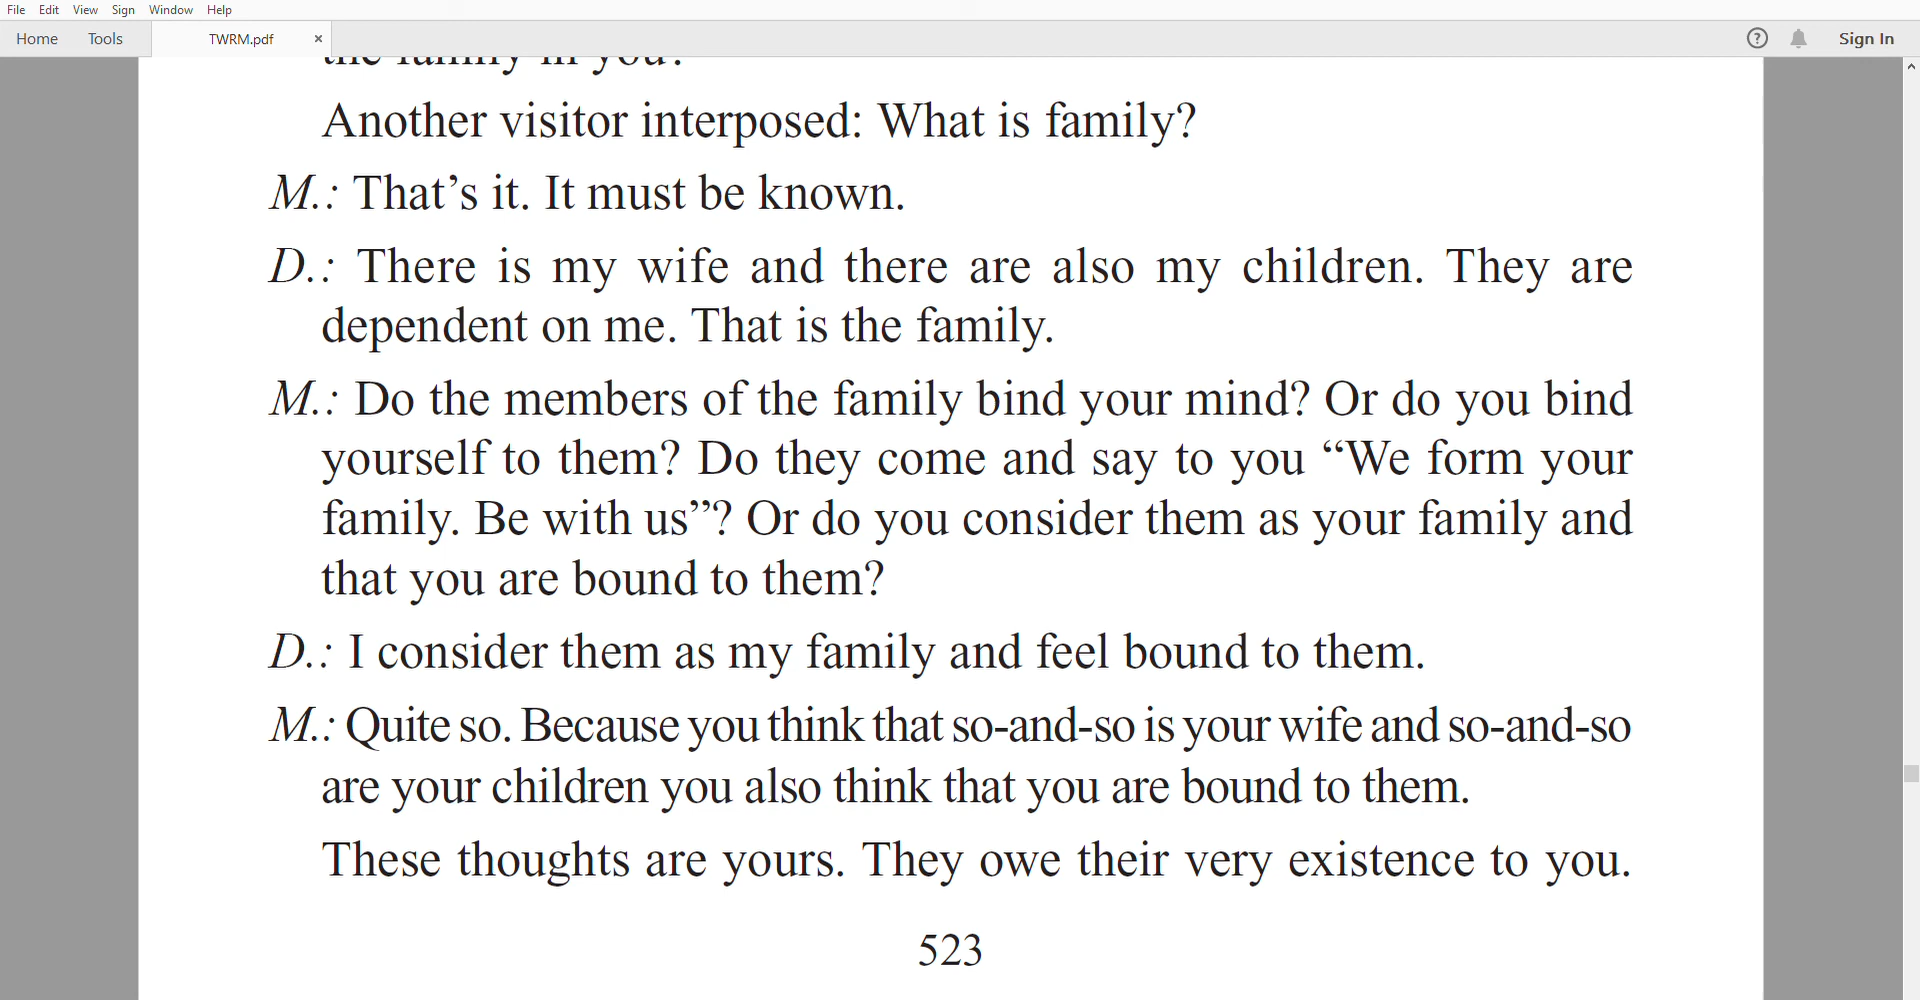 File Edit View Sign Window Help
Home Tools TWRM.pdf × ? Sign In
the family in you?
Another visitor interposed: What is family?
M.: That’s it. It must be known.
D.: There is my wife and there are also my children. They are
dependent on me. That is the family.
M.: Do the members of the family bind your mind? Or do you bind
yourself to them? Do they come and say to you “We form your
family. Be with us”? Or do you consider them as your family and
that you are bound to them?
D.: I consider them as my family and feel bound to them.
M.: Quite so. Because you think that so-and-so is your wife and so-and-so
are your children you also think that you are bound to them.
These thoughts are yours. They owe their very existence to you.
523